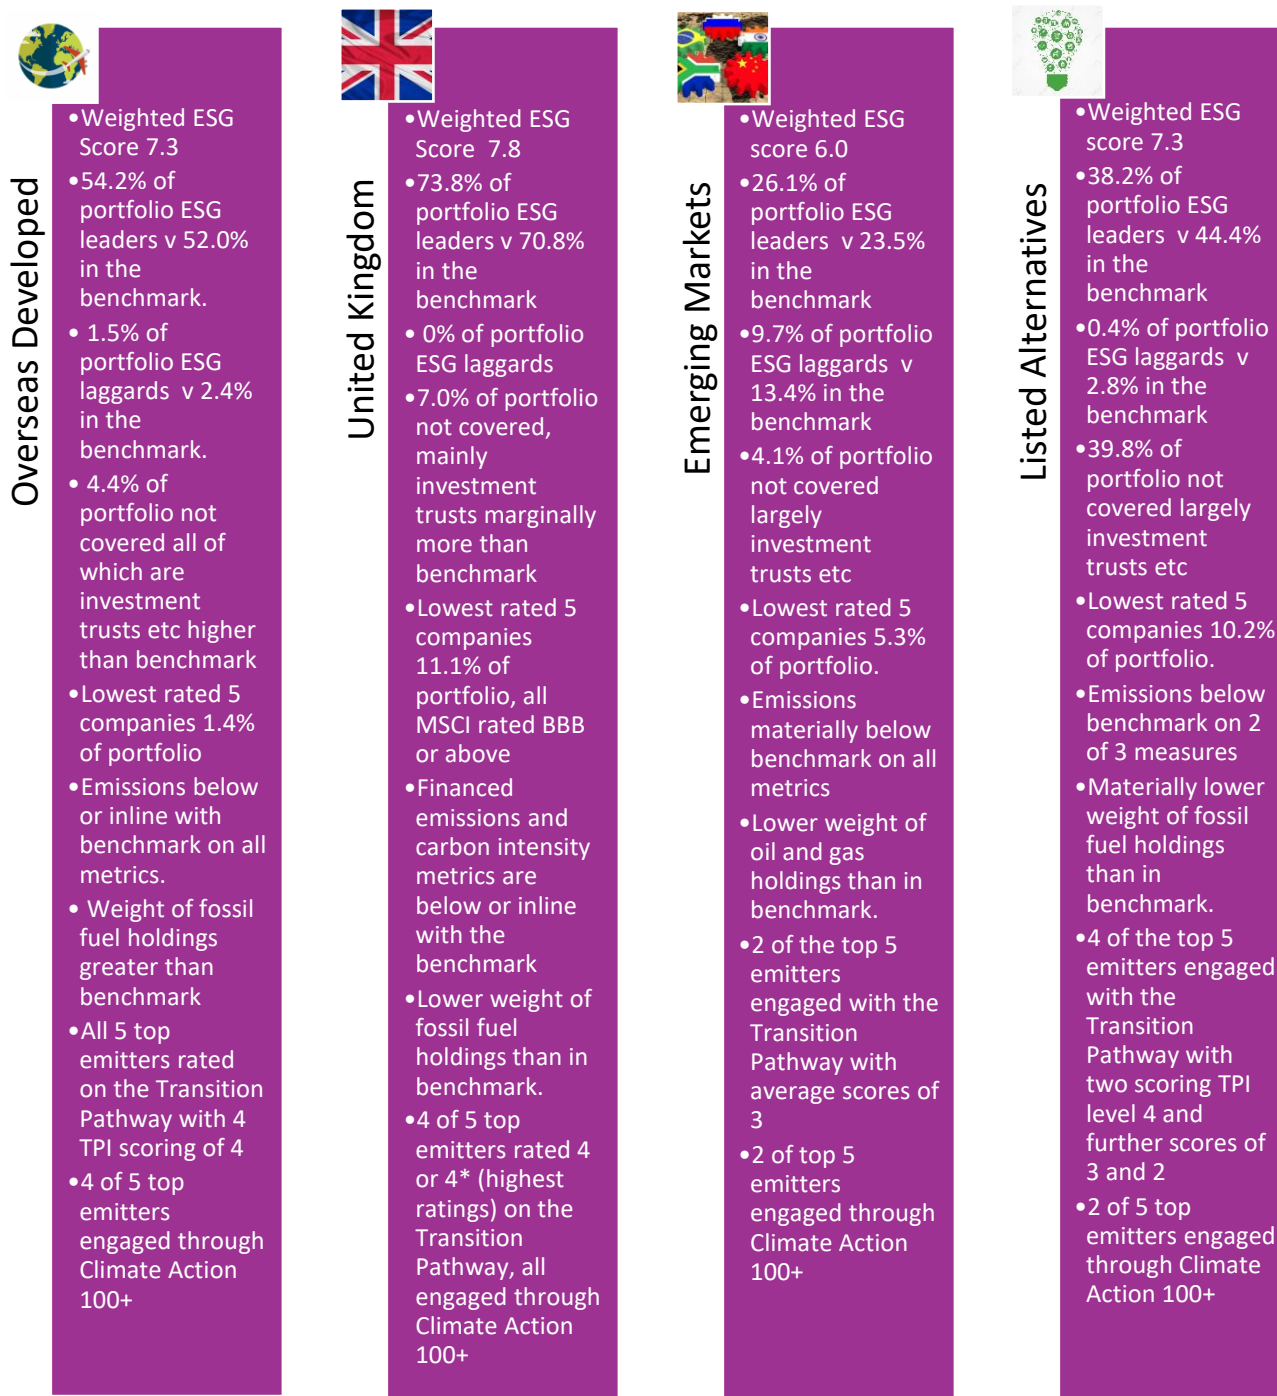 Overseas Developed
•Weighted ESG
Score 7.3
•54.2% of
portfolio ESG
leaders v 52.0%
in the
benchmark.
• 1.5% of
portfolio ESG
laggards v 2.4%
in the
benchmark.
• 4.4% of
portfolio not
covered all of
which are
investment
trusts etc higher
than benchmark
•Lowest rated 5
companies 1.4%
of portfolio
•Emissions below
or inline with
benchmark on all
metrics.
• Weight of fossil
fuel holdings
greater than
benchmark
•All 5 top
emitters rated
on the Transition
Pathway with 4
TPI scoring of 4
•4 of 5 top
emitters
engaged through
Climate Action
100+
United Kingdom
•Weighted ESG
Score 7.8
•73.8% of
portfolio ESG
leaders v 70.8%
in the
benchmark
• 0% of portfolio
ESG laggards
•7.0% of portfolio
not covered,
mainly
investment
trusts marginally
more than
benchmark
•Lowest rated 5
companies
11.1% of
portfolio, all
MSCI rated BBB
or above
•Financed
emissions and
carbon intensity
metrics are
below or inline
with the
benchmark
•Lower weight of
fossil fuel
holdings than in
benchmark.
•4 of 5 top
emitters rated 4
or 4* (highest
ratings) on the
Transition
Pathway, all
engaged through
Climate Action
100+
Emerging Markets
•Weighted ESG
score 6.0
•26.1% of
portfolio ESG
leaders v 23.5%
in the
benchmark
•9.7% of portfolio
ESG laggards v
13.4% in the
benchmark
•4.1% of portfolio
not covered
largely
investment
trusts etc
•Lowest rated 5
companies 5.3%
of portfolio.
•Emissions
materially below
benchmark on all
metrics
•Lower weight of
oil and gas
holdings than in
benchmark.
•2 of the top 5
emitters
engaged with the
Transition
Pathway with
average scores of
3
•2 of top 5
emitters
engaged through
Climate Action
100+
Listed Alternatives
•Weighted ESG
score 7.3
•38.2% of
portfolio ESG
leaders v 44.4%
in the
benchmark
•0.4% of portfolio
ESG laggards v
2.8% in the
benchmark
•39.8% of
portfolio not
covered largely
investment
trusts etc
•Lowest rated 5
companies 10.2%
of portfolio.
•Emissions below
benchmark on 2
of 3 measures
•Materially lower
weight of fossil
fuel holdings
than in
benchmark.
•4 of the top 5
emitters engaged
with the
Transition
Pathway with
two scoring TPI
level 4 and
further scores of
3 and 2
•2 of 5 top
emitters engaged
through Climate
Action 100+